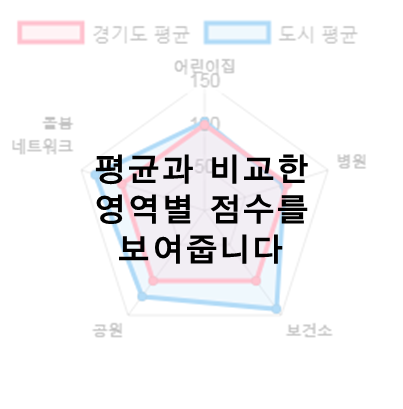 경기도 평균 도시 평균
어린이집
150
100
50
돌봄
네트워크
병원
평균과 비교한
영역별 점수를
보여줍니다
공원
보건소